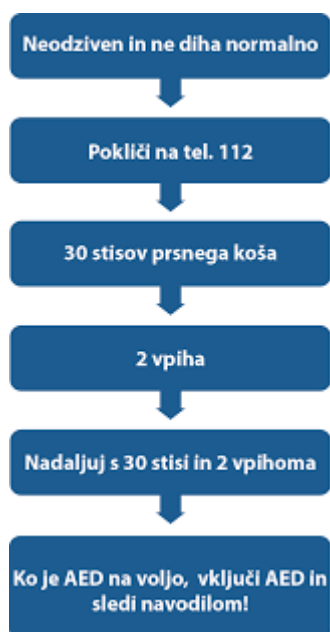 Neodziven in ne diha normalno
Pokliči na tel. 112
30 stisov prsnega koša
2 vpiha
Nadaljuj s 30 stisi in 2 vpihoma
Ko je AED na voljo, vključi AED in
sledi navodilom!